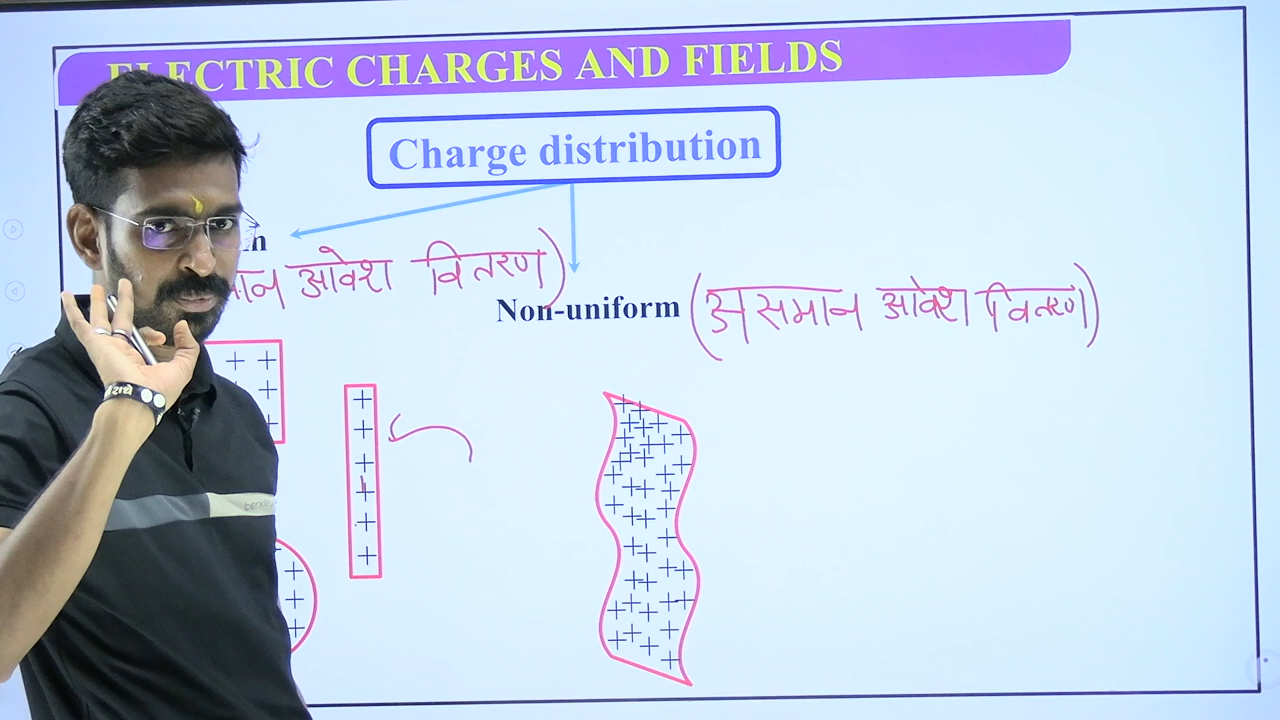 ELECTRIC CHARGES AND FIELDS
Charge distribution
आवेश वितरण)
Non-uniform (असमान आवेश वितरण)
राधे